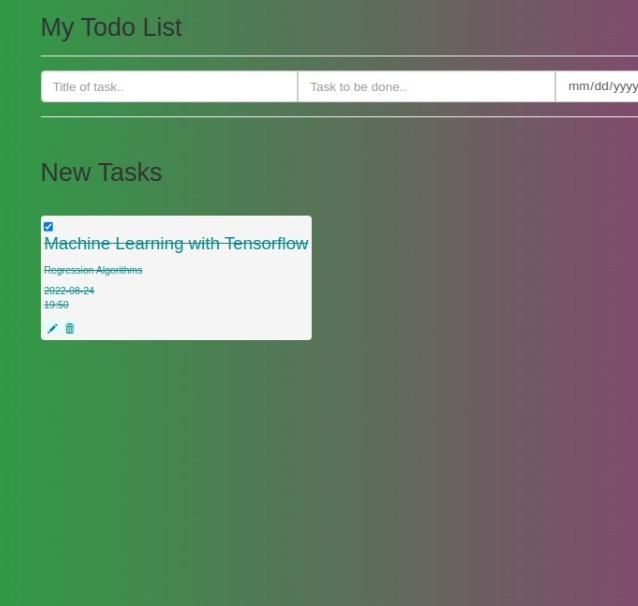 My Todo List
Title of task.. Task to be done.. mm/dd/yyyy
New Tasks
Machine Learning with Tensorflow
Regression Algorithms
2022-08-24
19:50